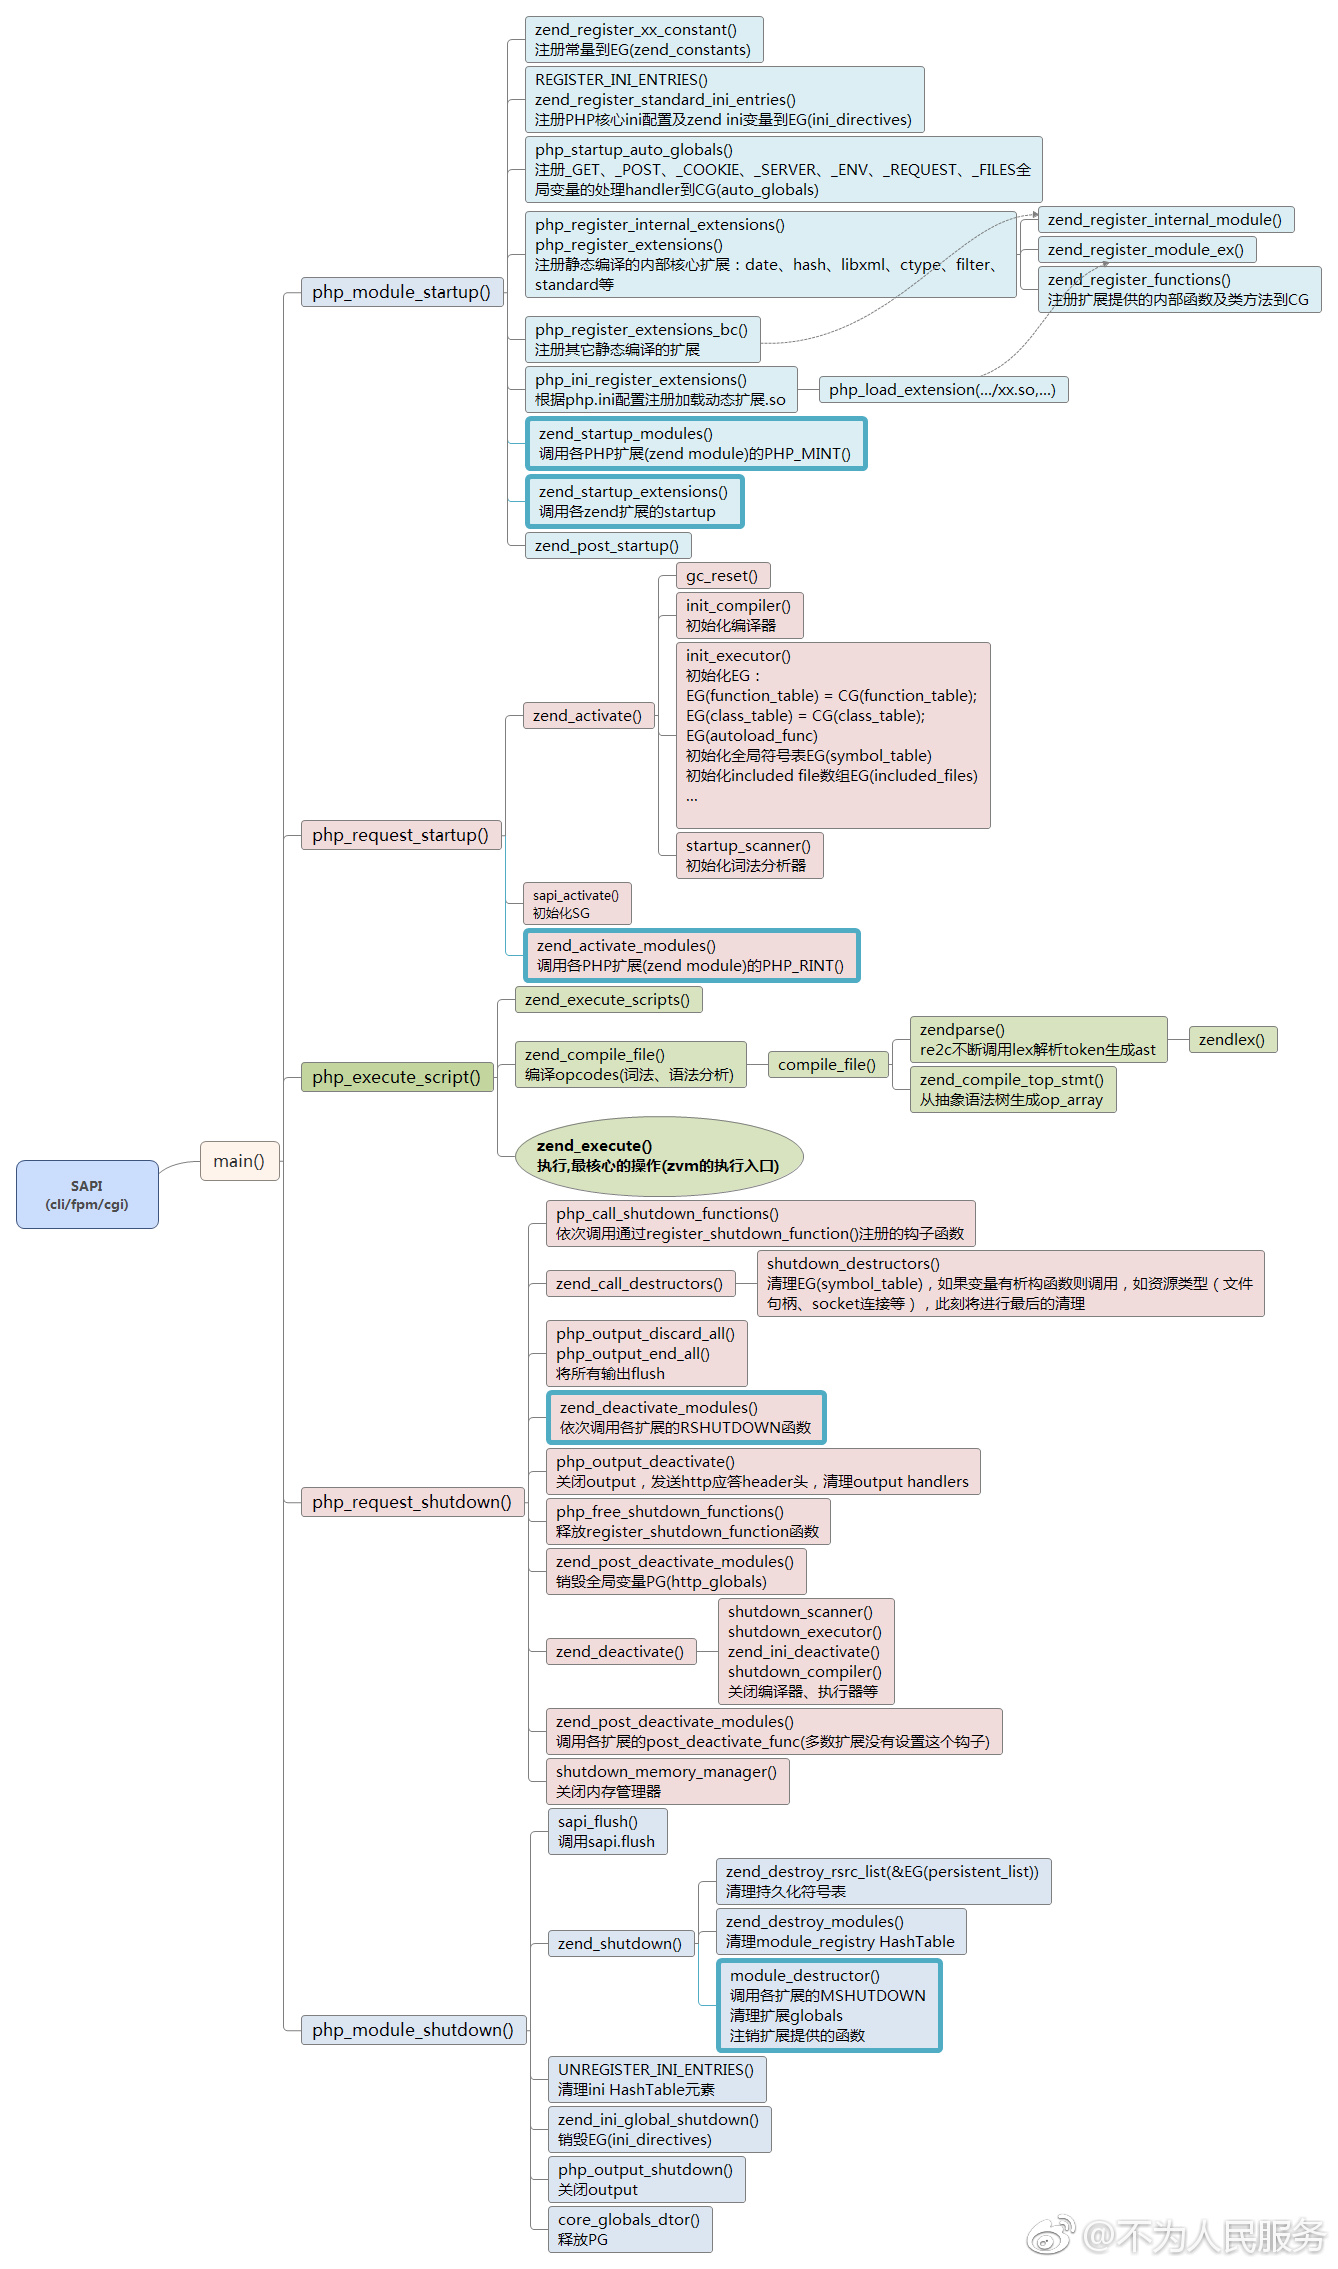 zend_register_xx_constant()
注册常量到EG(zend_constants)
REGISTER_INI_ENTRIES()
zend_register_standard_ini_entries()
注册PHP核心ini配置及zend ini变量到EG(ini_directives)
php_startup_auto_globals()
注册_GET、_POST、_COOKIE、_SERVER、_ENV、_REQUEST、_FILES全
局变量的处理handler到CG(auto_globals)
php_register_internal_extensions()
php_register_extensions()
注册静态编译的内部核心扩展：date、hash、libxml、ctype、filter、
standard等
zend_register_internal_module()
zend_register_module_ex()
zend_register_functions()
注册扩展提供的内部函数及类方法到CG
php_module_startup()
php_register_extensions_bc()
注册其它静态编译的扩展
php_ini_register_extensions()
根据php.ini配置注册加载动态扩展.so
php_load_extension(.../xx.so,...)
zend_startup_modules()
调用各PHP扩展(zend module)的PHP_MINT()
zend_startup_extensions()
调用各zend扩展的startup
zend_post_startup()
gc_reset()
init_compiler()
初始化编译器
init_executor()
初始化EG：
EG(function_table) = CG(function_table);
EG(class_table) = CG(class_table);
EG(autoload_func)
初始化全局符号表EG(symbol_table)
初始化included file数组EG(included_files)
...
zend_activate()
startup_scanner()
初始化词法分析器
php_request_startup()
sapi_activate()
初始化SG
zend_activate_modules()
调用各PHP扩展(zend module)的PHP_RINT()
zend_execute_scripts()
zend_compile_file()
编译opcodes(词法、语法分析)
compile_file()
zendparse()
re2c不断调用lex解析token生成ast
zendlex()
zend_compile_top_stmt()
从抽象语法树生成op_array
php_execute_script()
zend_execute()
执行,最核心的操作(zvm的执行入口)
main()
SAPI
(cli/fpm/cgi)
php_call_shutdown_functions()
依次调用通过register_shutdown_function()注册的钩子函数
zend_call_destructors()
shutdown_destructors()
清理EG(symbol_table)，如果变量有析构函数则调用，如资源类型（文件
句柄、socket连接等），此刻将进行最后的清理
php_output_discard_all()
php_output_end_all()
将所有输出flush
zend_deactivate_modules()
依次调用各扩展的RSHUTDOWN函数
php_output_deactivate()
关闭output，发送http应答header头，清理output handlers
php_request_shutdown()
php_free_shutdown_functions()
释放register_shutdown_function函数
zend_post_deactivate_modules()
销毁全局变量PG(http_globals)
zend_deactivate()
shutdown_scanner()
shutdown_executor()
zend_ini_deactivate()
shutdown_compiler()
关闭编译器、执行器等
zend_post_deactivate_modules()
调用各扩展的post_deactivate_func(多数扩展没有设置这个钩子)
shutdown_memory_manager()
关闭内存管理器
sapi_flush()
调用sapi.flush
zend_shutdown()
zend_destroy_rsrc_list(&EG(persistent_list))
清理持久化符号表
zend_destroy_modules()
清理module_registry HashTable
module_destructor()
调用各扩展的MSHUTDOWN
清理扩展globals
注销扩展提供的函数
php_module_shutdown()
UNREGISTER_INI_ENTRIES()
清理ini HashTable元素
zend_ini_global_shutdown()
销毁EG(ini_directives)
php_output_shutdown()
关闭output
core_globals_dtor()
释放PG
@不为人民服务